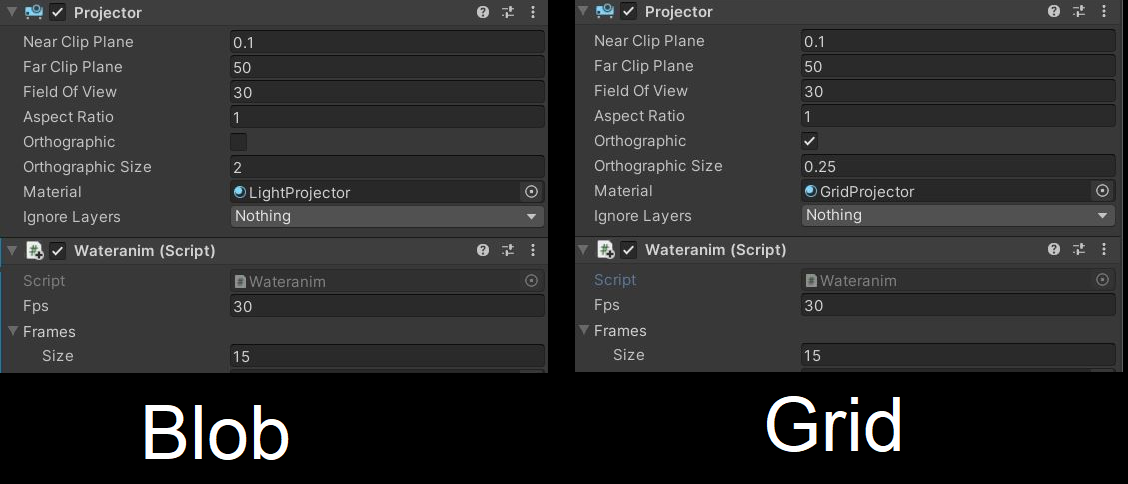 Projector
Near Clip Plane 0.1
Far Clip Plane 50
Field Of View 30
Aspect Ratio 1
Orthographic
Orthographic Size 2
Material LightProjector
Ignore Layers Nothing
Wateranim (Script)
Script Wateranim
Fps 30
Frames
Size 15
Blob
Projector
Near Clip Plane 0.1
Far Clip Plane 50
Field Of View 30
Aspect Ratio 1
Orthographic
Orthographic Size 0.25
Material GridProjector
Ignore Layers Nothing
Wateranim (Script)
Script Wateranim
Fps 30
Frames
Size 15
Grid